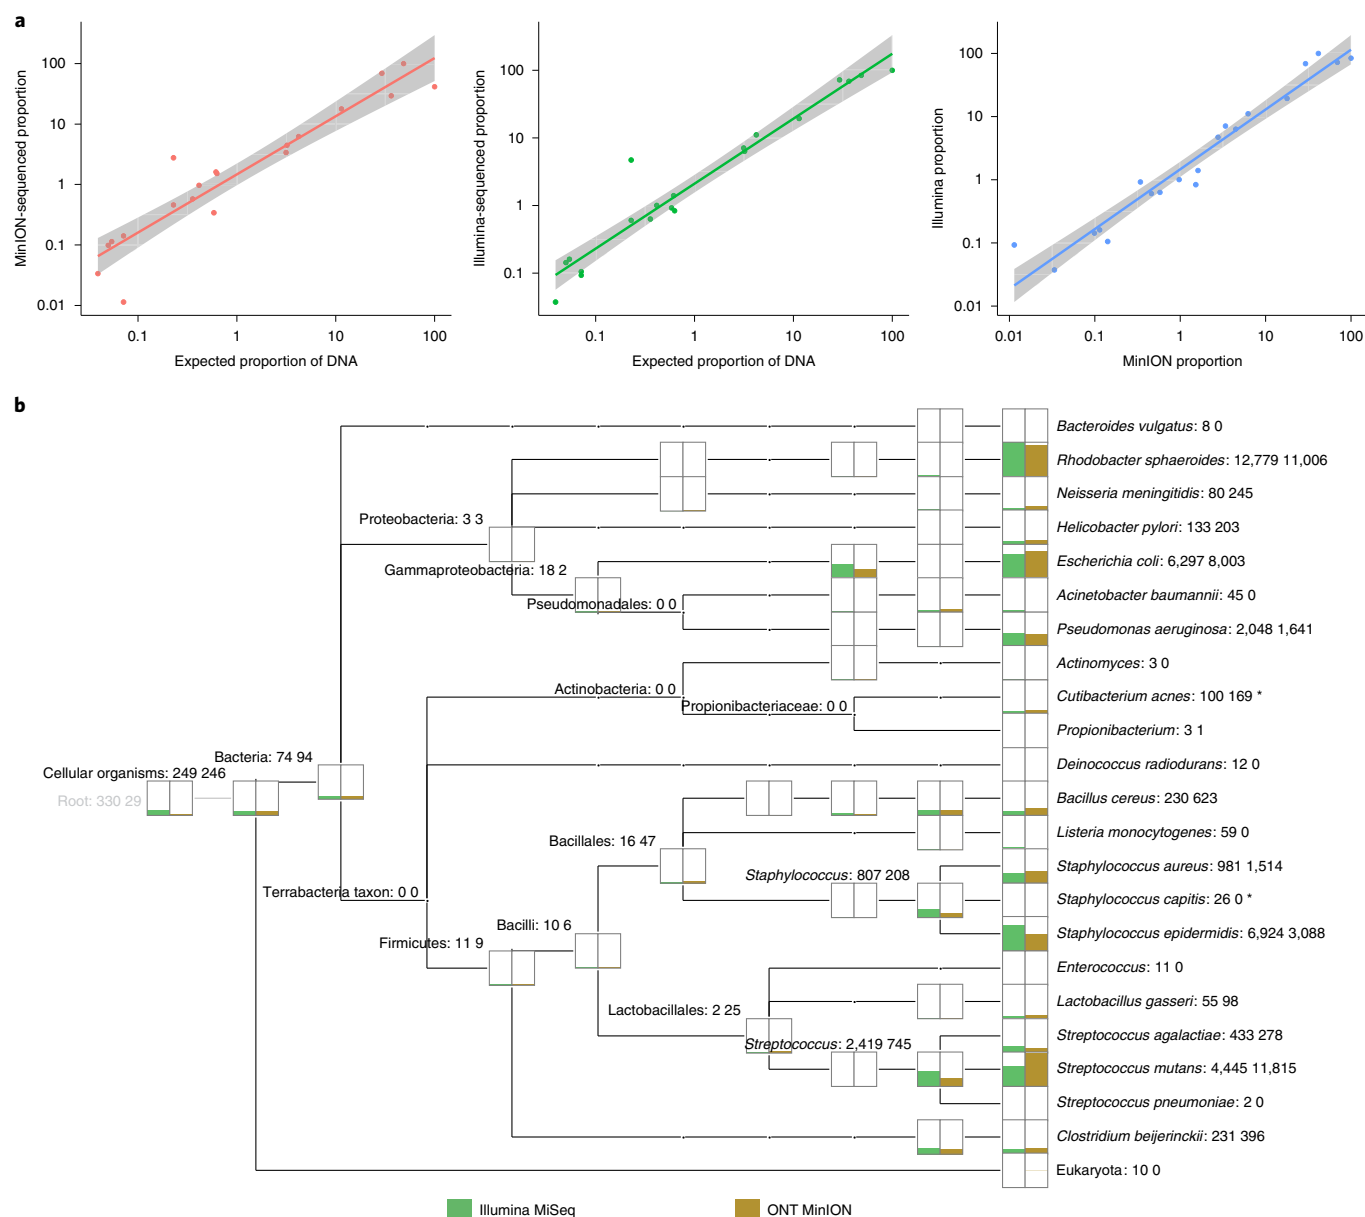 a
MinION-sequenced proportion
100
10
1
0.1
0.01
0.1
1
10
100
Expected proportion of DNA
Illumina-sequenced proportion
100
10
1
0.1
0.1
1
10
100
Expected proportion of DNA
Illumina proportion
100
10
1
0.1
0.01
0.01
0.1
1
10
100
MinION proportion
b
Bacteroides vulgatus: 8 0
Rhodobacter sphaeroides: 12,779 11,006
Neisseria meningitidis: 80 245
Proteobacteria: 3 3
Helicobacter pylori: 133 203
Gammaproteobacteria: 18 2
Escherichia coli: 6,297 8,003
Pseudomonadales: 0 0
Acinetobacter baumannii: 45 0
Pseudomonas aeruginosa: 2,048 1,641
Actinomyces: 3 0
Actinobacteria: 0 0
Cutibacterium acnes: 100 169 *
Propionibacteriaceae: 0 0
Propionibacterium: 3 1
Bacteria: 74 94
Deinococcus radiodurans: 12 0
Cellular organisms: 249 246
Root: 330 29
Bacillus cereus: 230 623
Bacillales: 16 47
Listeria monocytogenes: 59 0
Staphylococcus: 807 208
Staphylococcus aureus: 981 1,514
Terrabacteria taxon: 0 0
Staphylococcus capitis: 26 0 *
Bacilli: 10 6
Staphylococcus epidermidis: 6,924 3,088
Firmicutes: 11 9
Enterococcus: 11 0
Lactobacillales: 2 25
Lactobacillus gasseri: 55 98
Streptococcus: 2,419 745
Streptococcus agalactiae: 433 278
Streptococcus mutans: 4,445 11,815
Streptococcus pneumoniae: 2 0
Clostridium beijerinckii: 231 396
Eukaryota: 10 0
Illumina MiSeq
ONT MinION